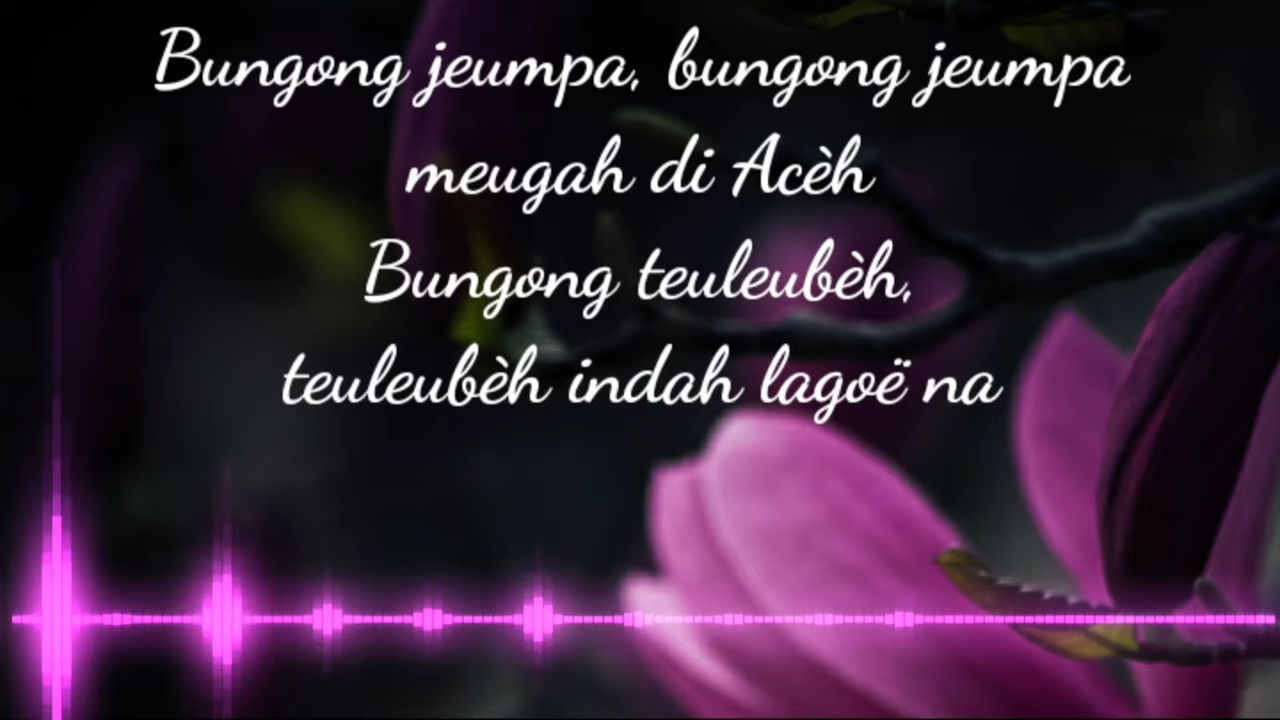 Bungong jeumpa, bungong jeumpa
meugah di Acèh
Bungong teuleubèh,
teuleubèh indah lagoë na